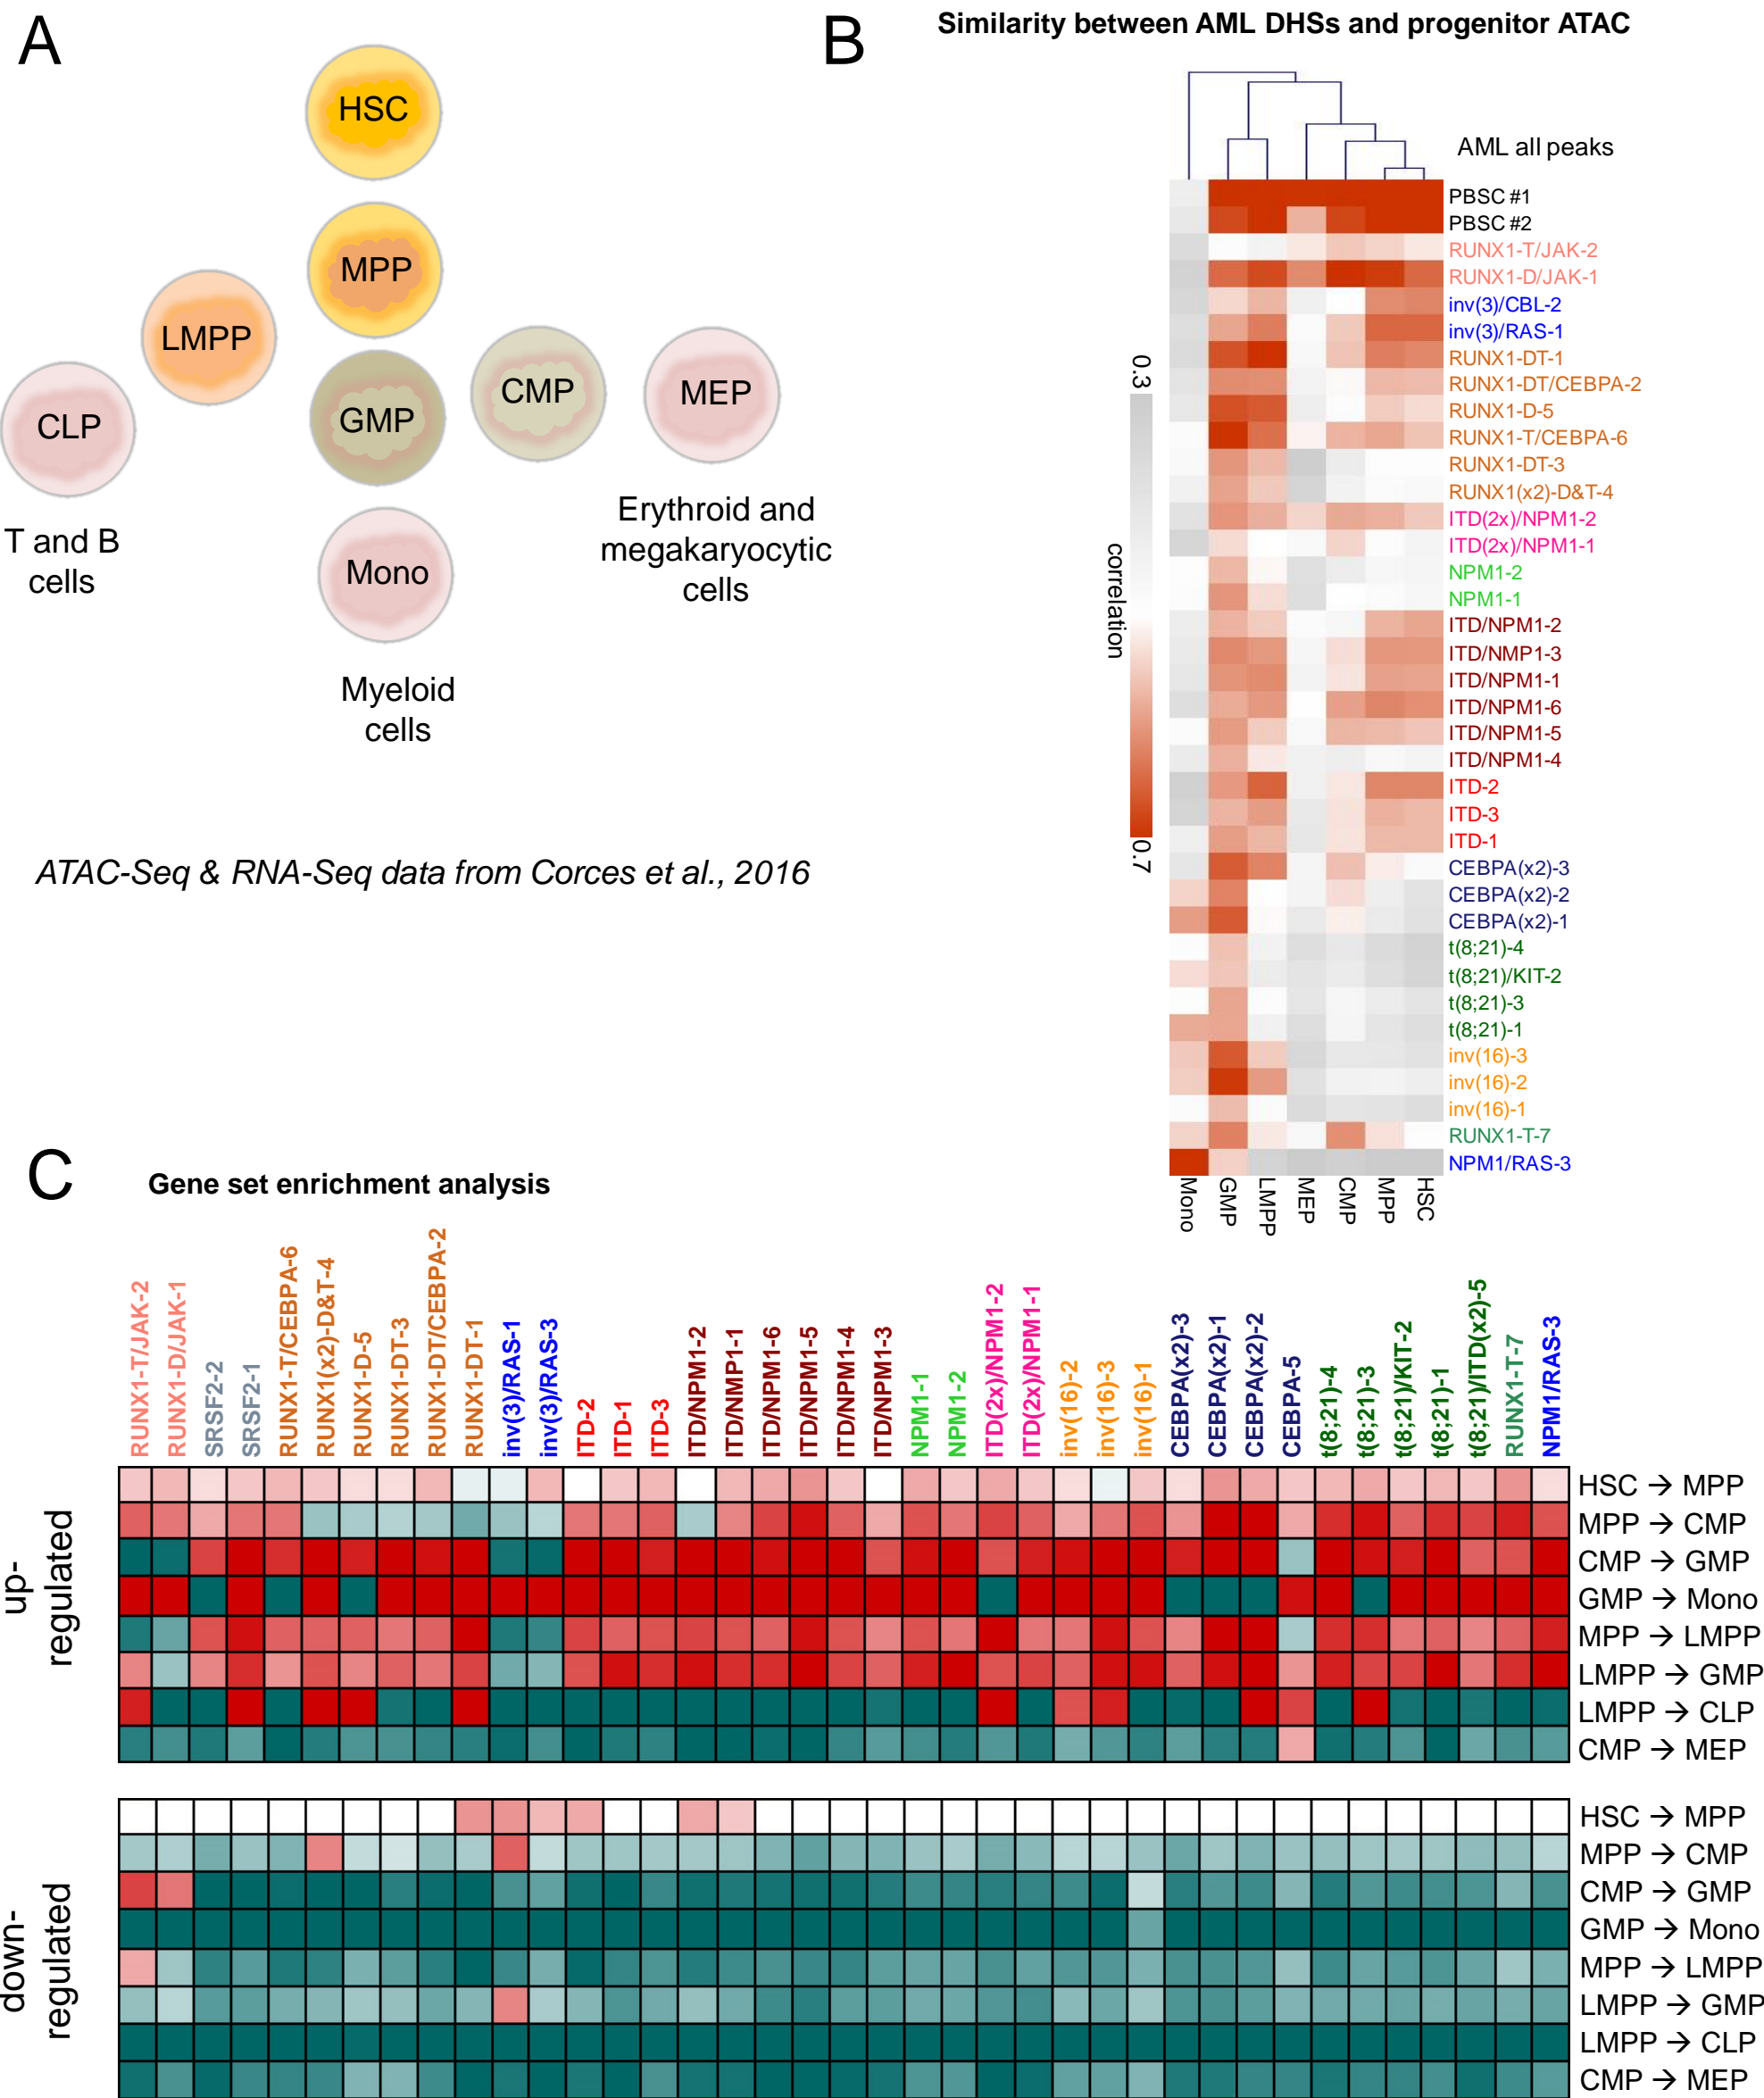 A
HSC
MPP
LMPP
CLP
GMP
CMP
MEP
Mono
T and B
cells
Erythroid and
megakaryocytic
cells
Myeloid
cells
ATAC-Seq & RNA-Seq data from Corces et al., 2016
B
Similarity between AML DHSs and progenitor ATAC
AML all peaks
PBSC #1
PBSC #2
RUNX1-T/JAK-2
RUNX1-D/JAK-1
inv(3)/CBL-2
inv(3)/RAS-1
RUNX1-DT-1
RUNX1-DT/CEBPA-2
RUNX1-D-5
RUNX1-T/CEBPA-6
RUNX1-DT-3
RUNX1(x2)-D&T-4
ITD(2x)/NPM1-2
ITD(2x)/NPM1-1
NPM1-2
NPM1-1
ITD/NPM1-2
ITD/NMP1-3
ITD/NPM1-1
ITD/NPM1-6
ITD/NPM1-5
ITD/NPM1-4
ITD-2
ITD-3
ITD-1
CEBPA(x2)-3
CEBPA(x2)-2
CEBPA(x2)-1
t(8;21)-4
t(8;21)/KIT-2
t(8;21)-3
t(8;21)-1
inv(16)-3
inv(16)-2
inv(16)-1
RUNX1-T-7
NPM1/RAS-3
0.3
correlation
0.7
Mono
GMP
LMPP
MEP
CMP
MPP
HSC
C
Gene set enrichment analysis
RUNX1-T/JAK-2
RUNX1-D/JAK-1
SRSF2-2
SRSF2-1
RUNX1-T/CEBPA-6
RUNX1(x2)-D&T-4
RUNX1-D-5
RUNX1-DT-3
RUNX1-DT/CEBPA-2
RUNX1-DT-1
inv(3)/RAS-1
inv(3)/RAS-3
ITD-2
ITD-1
ITD-3
ITD/NPM1-2
ITD/NMP1-1
ITD/NPM1-6
ITD/NPM1-5
ITD/NPM1-4
ITD/NPM1-3
NPM1-1
NPM1-2
ITD(2x)/NPM1-2
ITD(2x)/NPM1-1
inv(16)-2
inv(16)-3
inv(16)-1
CEBPA(x2)-3
CEBPA(x2)-1
CEBPA(x2)-2
CEBPA-5
t(8;21)-4
t(8;21)-3
t(8;21)/KIT-2
t(8;21)-1
t(8;21)/ITD(x2)-5
RUNX1-T-7
NPM1/RAS-3
up-
regulated
HSC → MPP
MPP → CMP
CMP → GMP
GMP → Mono
MPP → LMPP
LMPP → GMP
LMPP → CLP
CMP → MEP
down-
regulated
HSC → MPP
MPP → CMP
CMP → GMP
GMP → Mono
MPP → LMPP
LMPP → GMP
LMPP → CLP
CMP → MEP